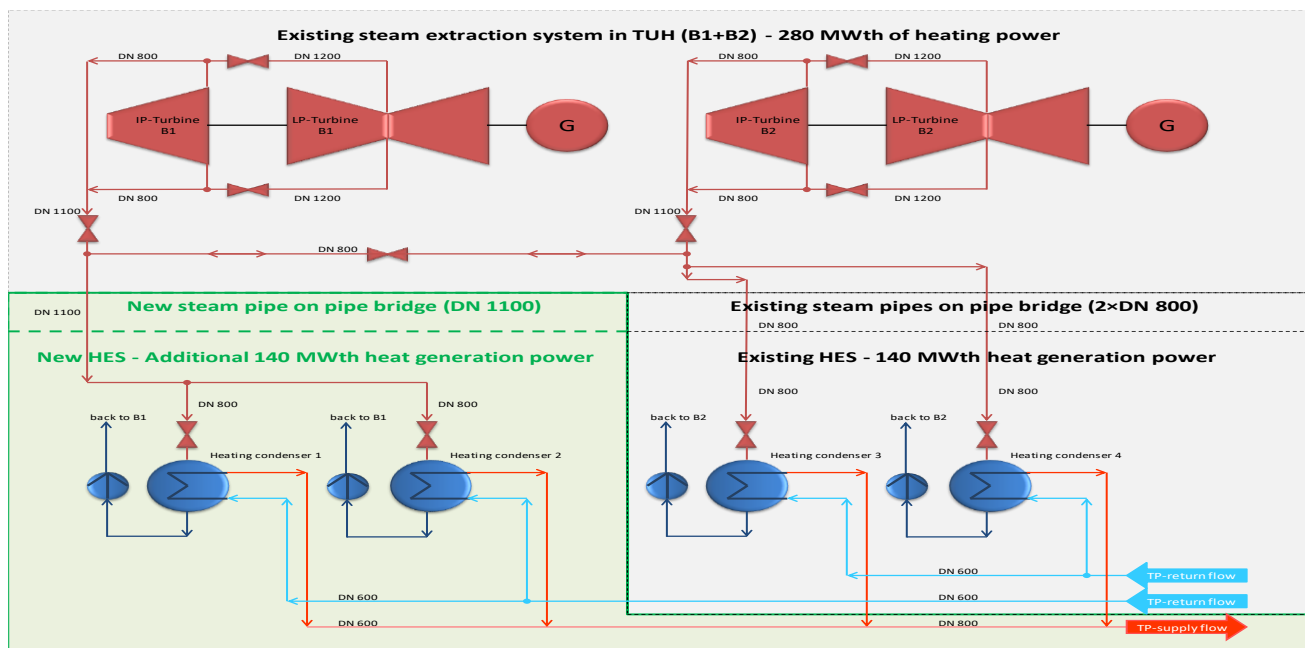 Existing steam extraction system in TUH (B1+B2) - 280 MWth of heating power
DN 800
DN 1200
DN 800
DN 1200
IP-Turbine
B1
LP-Turbine
B1
G
IP-Turbine
B2
LP-Turbine
B2
G
DN 800
DN 1200
DN 800
DN 1200
DN 1100
DN 1100
DN 800
New steam pipe on pipe bridge (DN 1100)
Existing steam pipes on pipe bridge (2×DN 800)
DN 1100
DN 800
DN 800
New HES - Additional 140 MWth heat generation power
Existing HES - 140 MWth heat generation power
DN 800
DN 800
DN 800
DN 800
back to B1
back to B1
back to B2
back to B2
Heating condenser 1
Heating condenser 2
Heating condenser 3
Heating condenser 4
DN 600
TP-return flow
DN 600
DN 600
TP-return flow
DN 600
DN 800
TP-supply flow